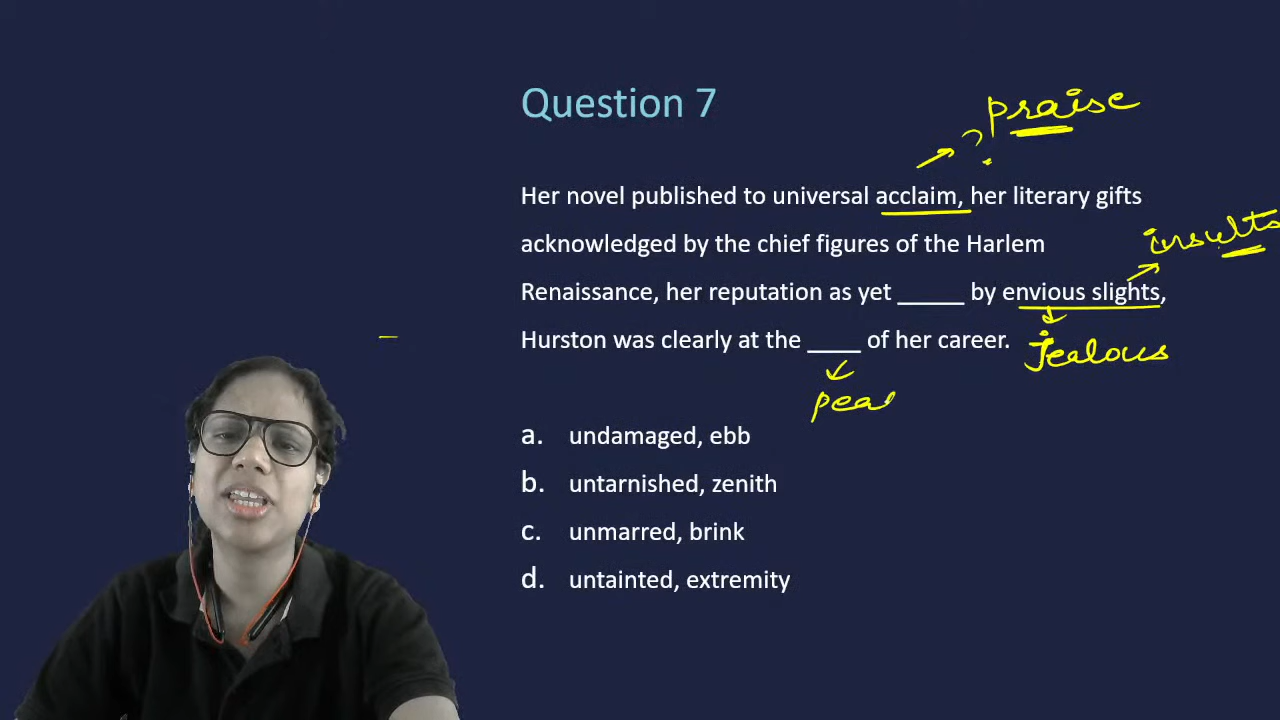 Question 7
praise
?
Her novel published to universal acclaim, her literary gifts
insults
acknowledged by the chief figures of the Harlem
Renaissance, her reputation as yet _____ by envious slights,
Hurston was clearly at the ____ of her career.
Jealous
pea
a. undamaged, ebb
b. untarnished, zenith
c. unmarred, brink
d. untainted, extremity